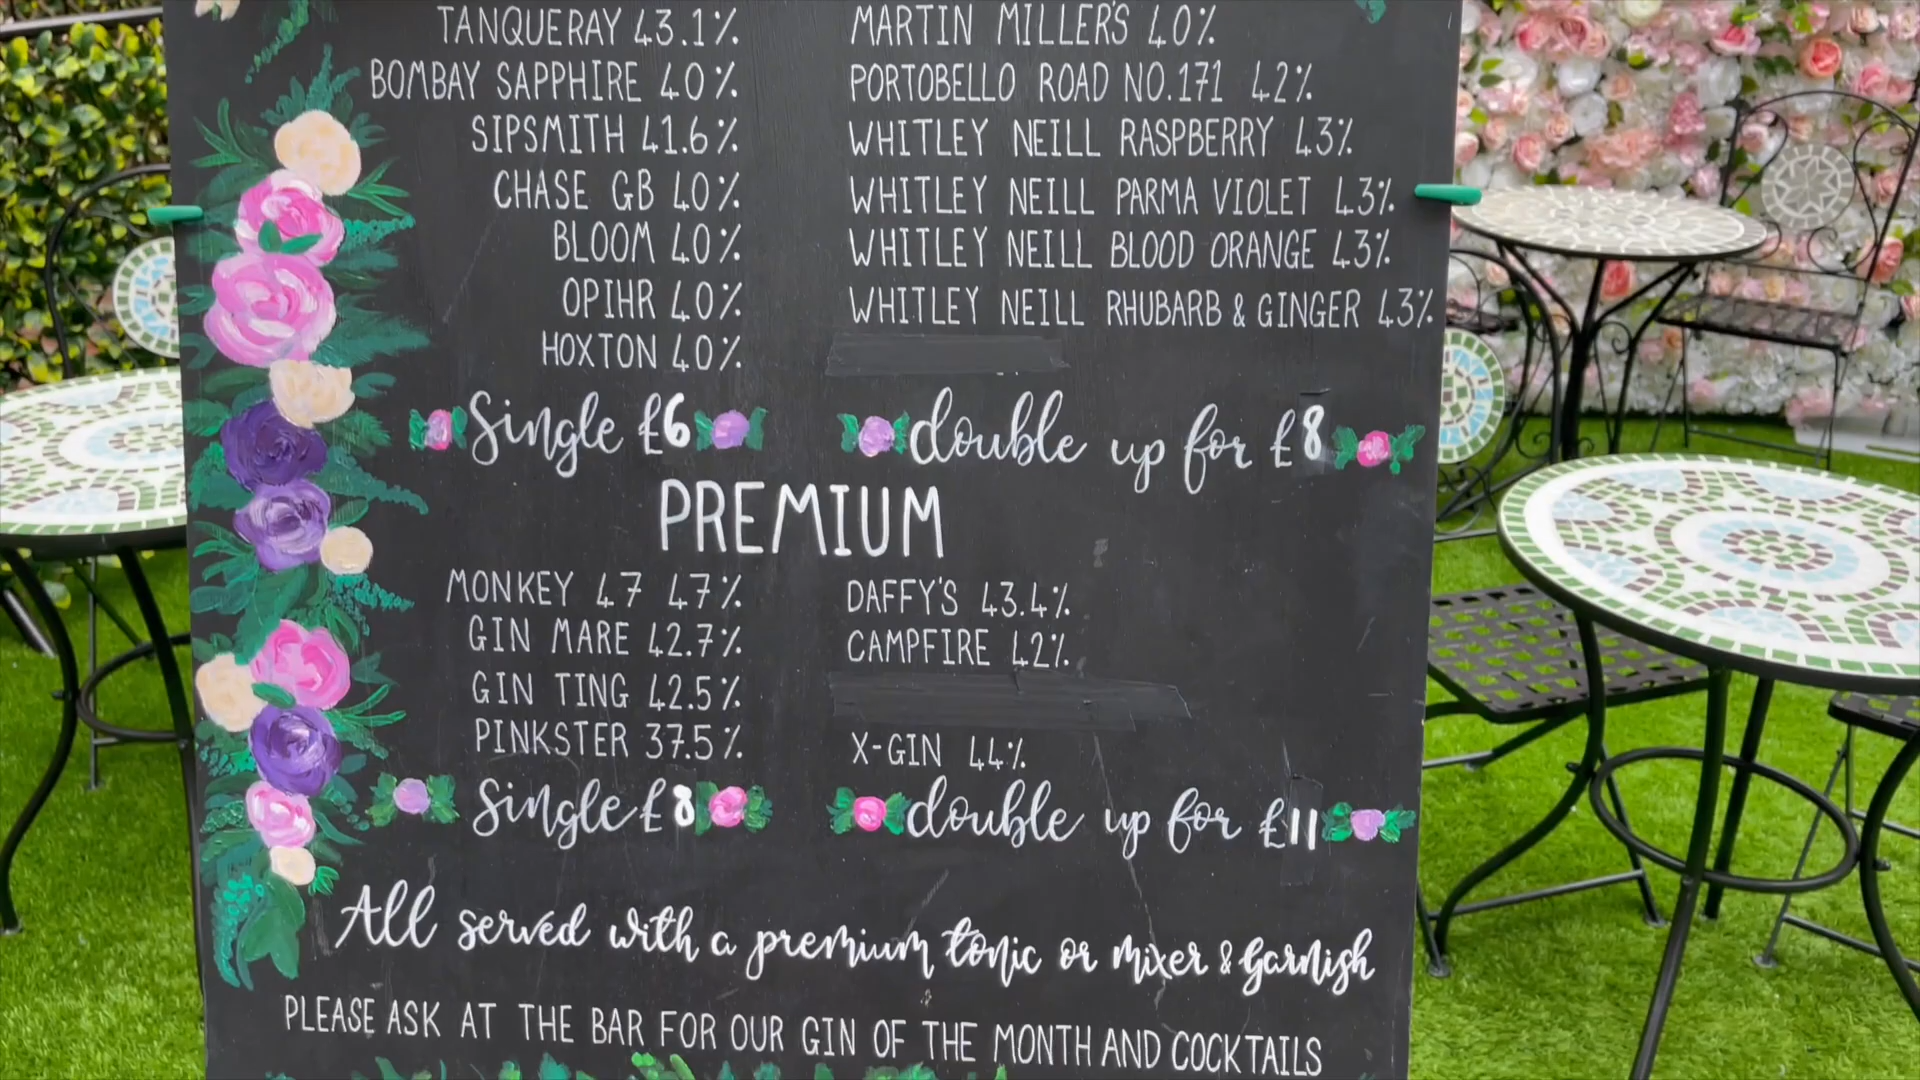 TANQUERAY 43.1%
BOMBAY SAPPHIRE 40%
SIPSMITH 41.6%
CHASE GB 40%
BLOOM 40%
OPIHR 40%
HOXTON 40%
MARTIN MILLER'S 40%
PORTOBELLO ROAD NO.171 42%
WHITLEY NEILL RASPBERRY 43%
WHITLEY NEILL PARMA VIOLET 43%
WHITLEY NEILL BLOOD ORANGE 43%
WHITLEY NEILL RHUBARB & GINGER 43%
Single £6
double up for £8
PREMIUM
MONKEY 47 47%
GIN MARE 42.7%
GIN TING 42.5%
PINKSTER 37.5%
DAFFY'S 43.4%
CAMPFIRE 42%
X-GIN 44%
Single £8
double up for £11
All served with a premium tonic or mixer & Garnish
PLEASE ASK AT THE BAR FOR OUR GIN OF THE MONTH AND COCKTAILS